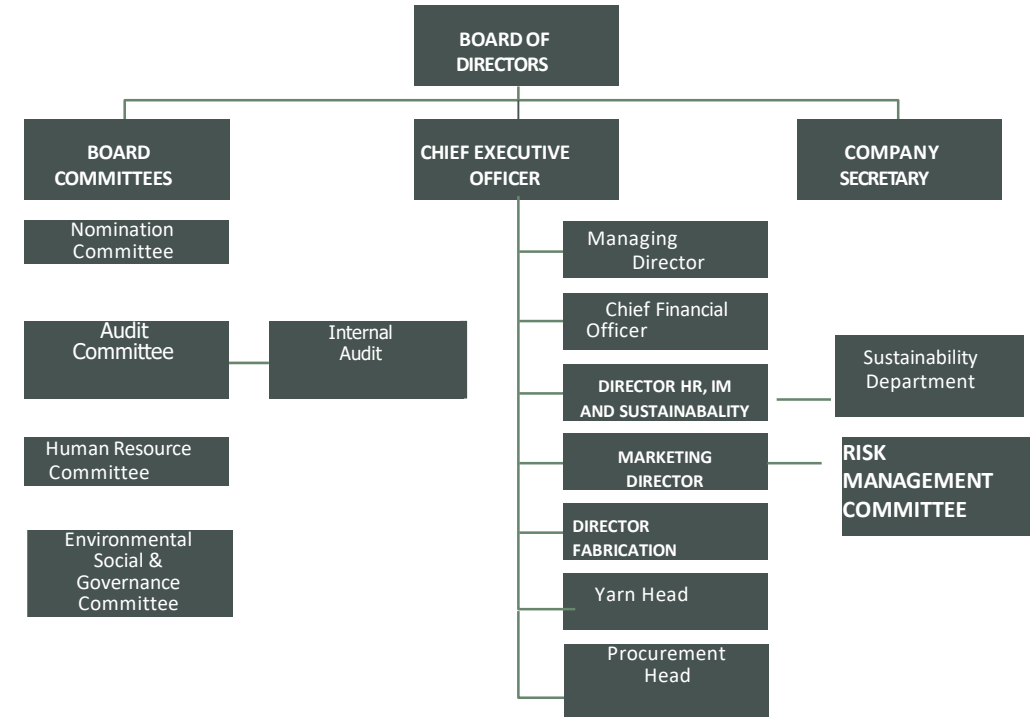 BOARD OF
DIRECTORS
BOARD
COMMITTEES
CHIEF EXECUTIVE
OFFICER
COMPANY
SECRETARY
Nomination
Committee
Audit
Committee
Internal
Audit
Human Resource
Committee
Environmental
Social &
Governance
Committee
Managing
Director
Chief Financial
Officer
DIRECTOR HR, IM
AND SUSTAINABALITY
Sustainability
Department
MARKETING
DIRECTOR
RISK
MANAGEMENT
COMMITTEE
DIRECTOR
FABRICATION
Yarn Head
Procurement
Head